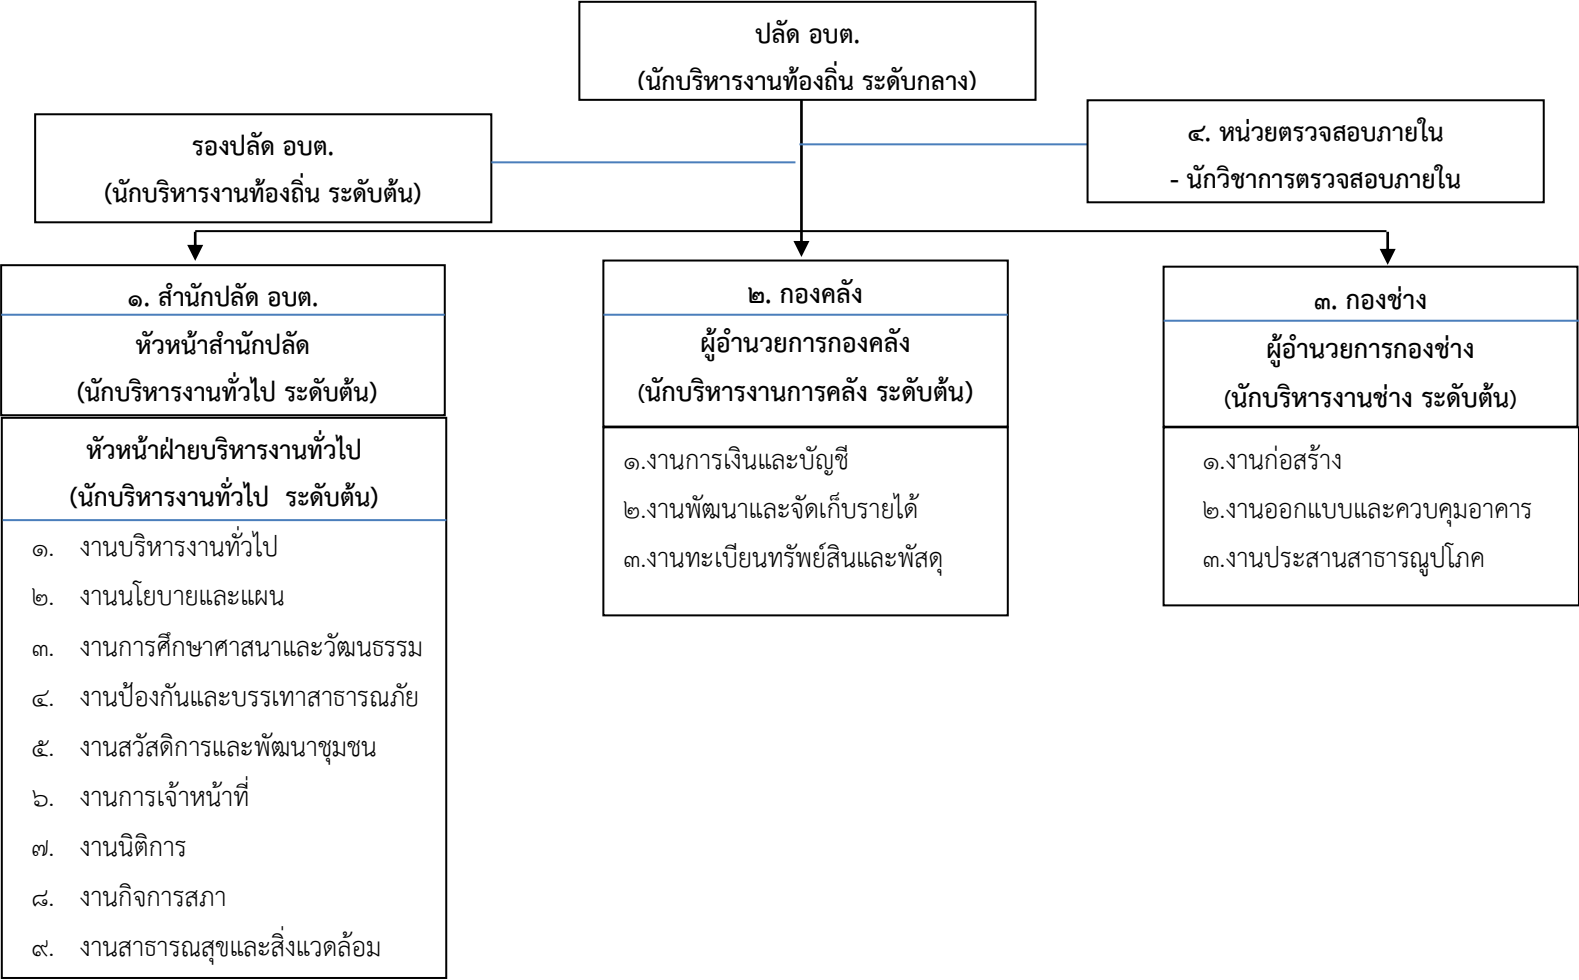 ปลัด อบต.
(นักบริหารงานท้องถิ่น ระดับกลาง)
รองปลัด อบต.
(นักบริหารงานท้องถิ่น ระดับต้น)
๔. หน่วยตรวจสอบภายใน
- นักวิชาการตรวจสอบภายใน
๑. สำนักปลัด อบต.
หัวหน้าสำนักปลัด
(นักบริหารงานทั่วไป ระดับต้น)
หัวหน้าฝ่ายบริหารงานทั่วไป
(นักบริหารงานทั่วไป ระดับต้น)
๑. งานบริหารงานทั่วไป
๒. งานนโยบายและแผน
๓. งานการศึกษาศาสนาและวัฒนธรรม
๔. งานป้องกันและบรรเทาสาธารณภัย
๕. งานสวัสดิการและพัฒนาชุมชน
๖. งานการเจ้าหน้าที่
๗. งานนิติการ
๘. งานกิจการสภา
๙. งานสาธารณสุขและสิ่งแวดล้อม
๒. กองคลัง
ผู้อำนวยการกองคลัง
(นักบริหารงานการคลัง ระดับต้น)
๑.งานการเงินและบัญชี
๒.งานพัฒนาและจัดเก็บรายได้
๓.งานทะเบียนทรัพย์สินและพัสดุ
๓. กองช่าง
ผู้อำนวยการกองช่าง
(นักบริหารงานช่าง ระดับต้น)
๑.งานก่อสร้าง
๒.งานออกแบบและควบคุมอาคาร
๓.งานประสานสาธารณูปโภค